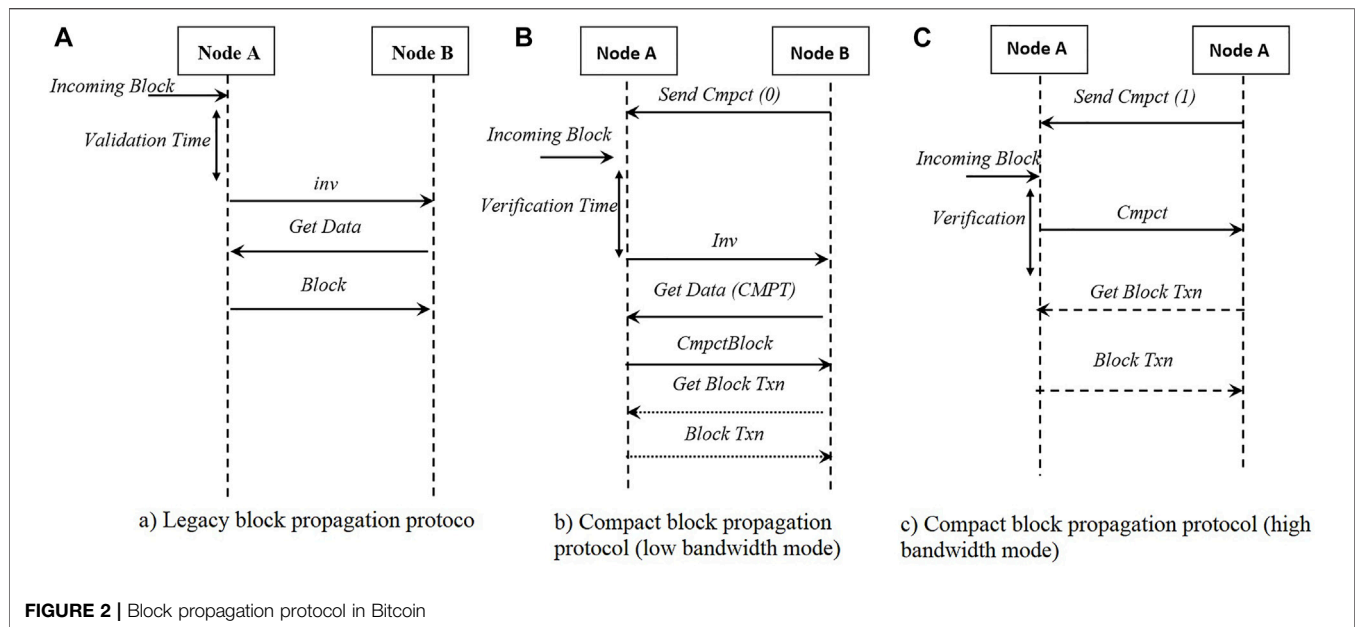 A
Node A
Node B
Incoming Block
Validation Time
inv
Get Data
Block
a) Legacy block propagation protoco
B
Node A
Node B
Send Cmpct (0)
Incoming Block
Verification Time
Inv
Get Data (CMPT)
CmpctBlock
Get Block Txn
Block Txn
b) Compact block propagation
protocol (low bandwidth mode)
C
Node A
Node A
Send Cmpct (1)
Incoming Block
Verification
Cmpct
Get Block Txn
Block Txn
c) Compact block propagation protocol (high
bandwidth mode)
FIGURE 2 | Block propagation protocol in Bitcoin